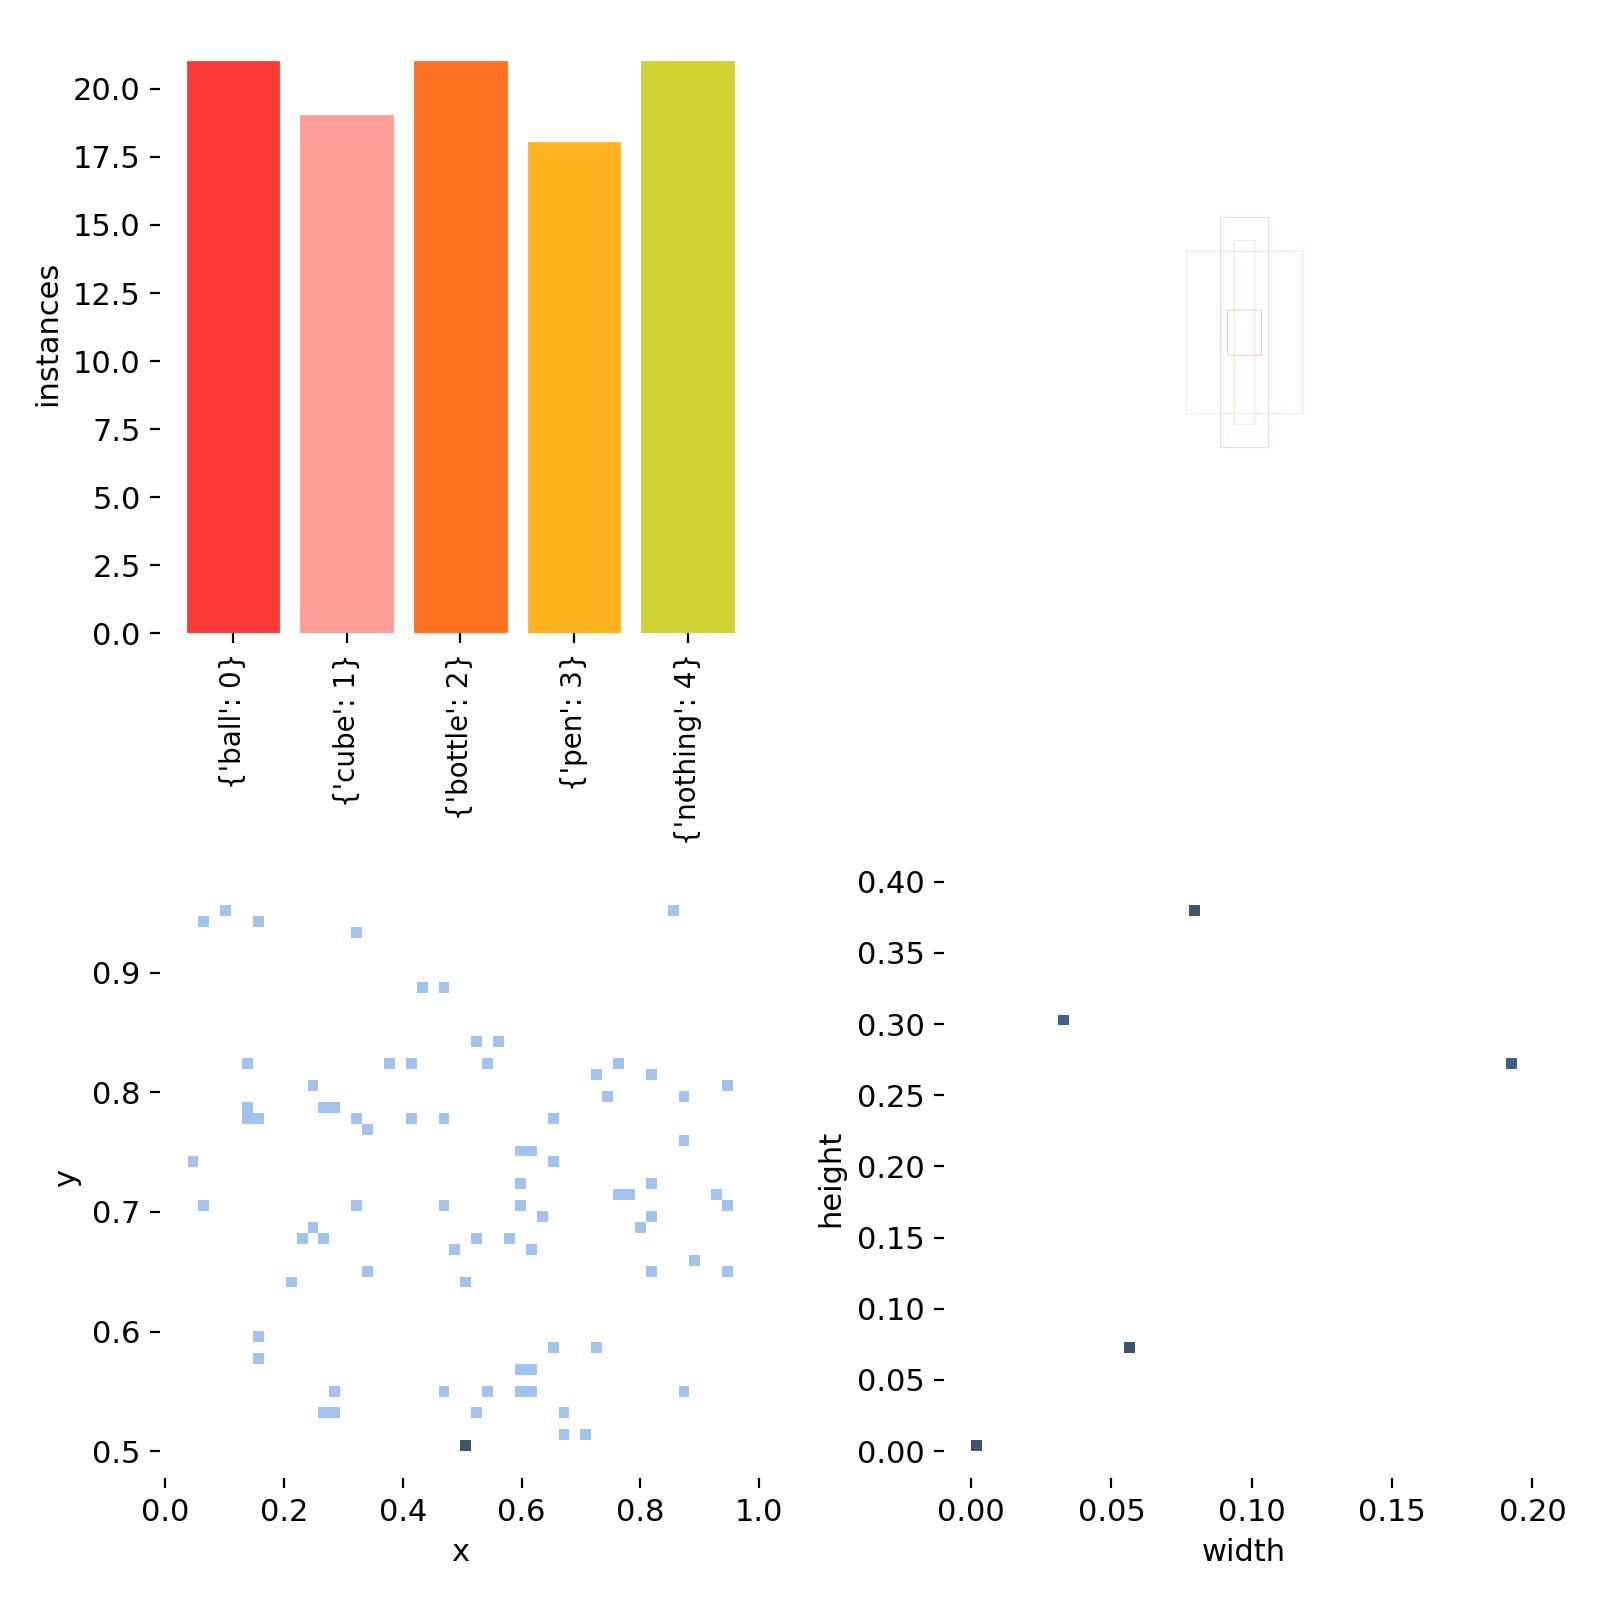 instances
20.0
17.5
15.0
12.5
10.0
7.5
5.0
2.5
0.0
{'ball': 0}
{'cube': 1}
{'bottle': 2}
{'pen': 3}
{'nothing': 4}
y
0.9
0.8
0.7
0.6
0.5
0.0 0.2 0.4 0.6 0.8 1.0
x
height
0.40
0.35
0.30
0.25
0.20
0.15
0.10
0.05
0.00
0.00 0.05 0.10 0.15 0.20
width